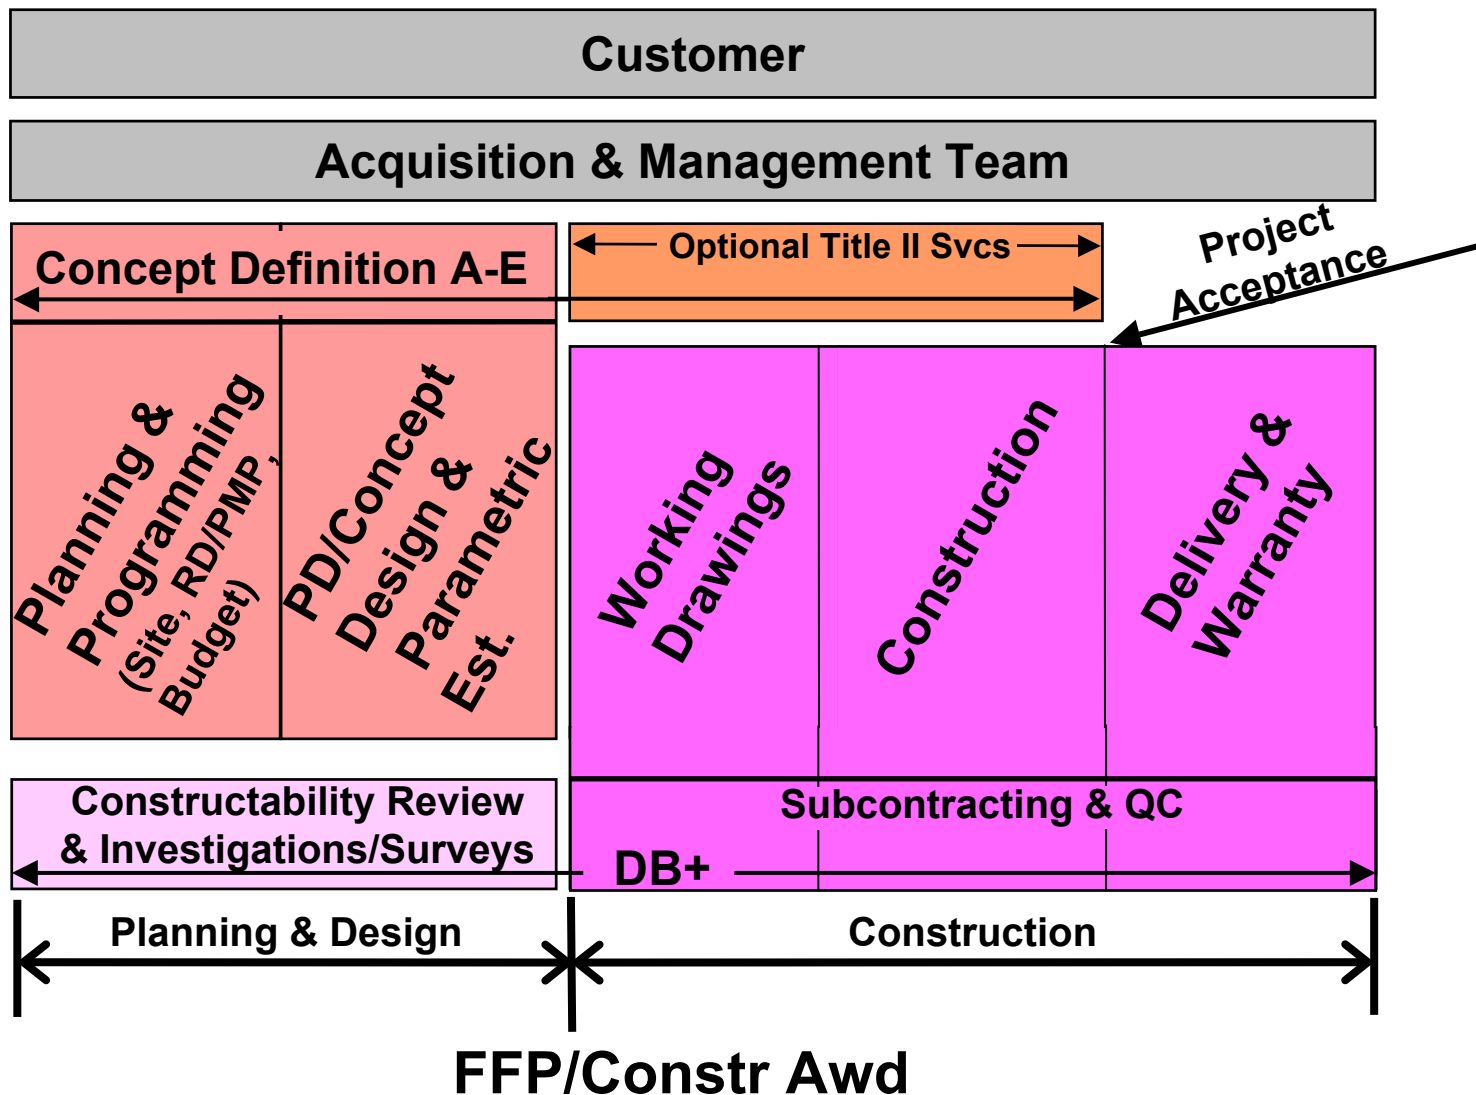 Customer
Acquisition & Management Team
Concept Definition A-E
Optional Title II Svcs
Project
Acceptance
Planning &
Programming
(Site, RD/PMP,
Budget)
PD/Concept
Design &
Parametric
Est.
Working
Drawings
Construction
Delivery &
Warranty
Constructability Review
& Investigations/Surveys
Subcontracting & QC
DB+
Planning & Design
Construction
FFP/Constr Awd